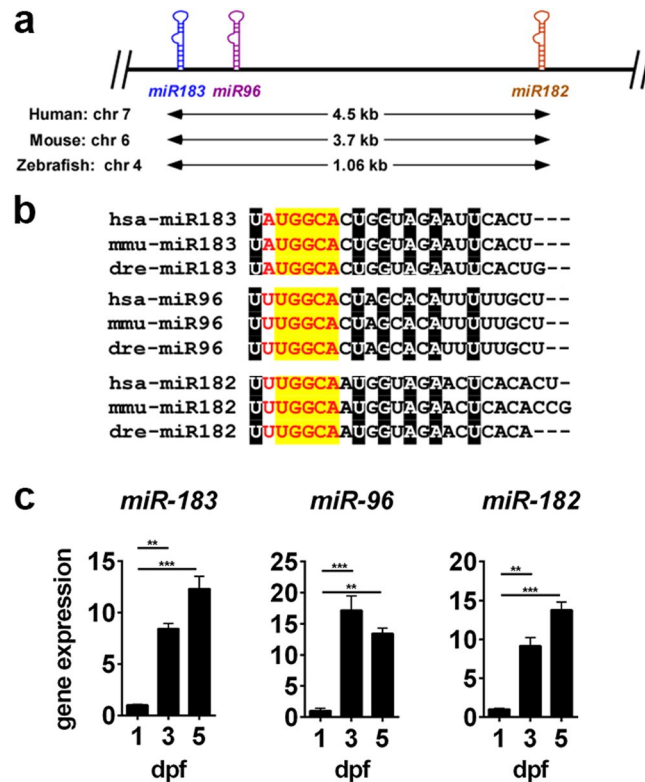 a
miR183 miR96 miR182
Human: chr 7 4.5 kb
Mouse: chr 6 3.7 kb
Zebrafish: chr 4 1.06 kb
b
hsa-miR183 UAUGGCACUGGUAGAAUUCACU---
mmu-miR183 UAUGGCACUGGUAGAAUUCACU---
dre-miR183 UAUGGCACUGGUAGAAUUCACUG--
hsa-miR96 UUUGGCACUAGCACAUUUUUGCU--
mmu-miR96 UUUGGCACUAGCACAUUUUUGCU--
dre-miR96 UUUGGCACUAGCACAUUUUUGCU--
hsa-miR182 UUUGGCAAUGGUAGAACUCACACU-
mmu-miR182 UUUGGCAAUGGUAGAACUCACACCG
dre-miR182 UUUGGCAAUGGUAGAACUCACA---
c
miR-183 miR-96 miR-182
gene expression
15
10
5
0
**
***
1 3 5
dpf
25
20
15
10
5
0
***
**
1 3 5
dpf
20
15
10
5
0
**
***
1 3 5
dpf